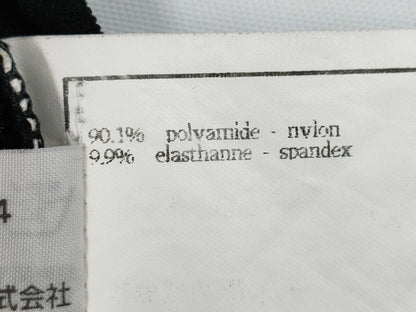 90.1% polyamide - nylon
9.9% elasthanne - spandex
4
式会社